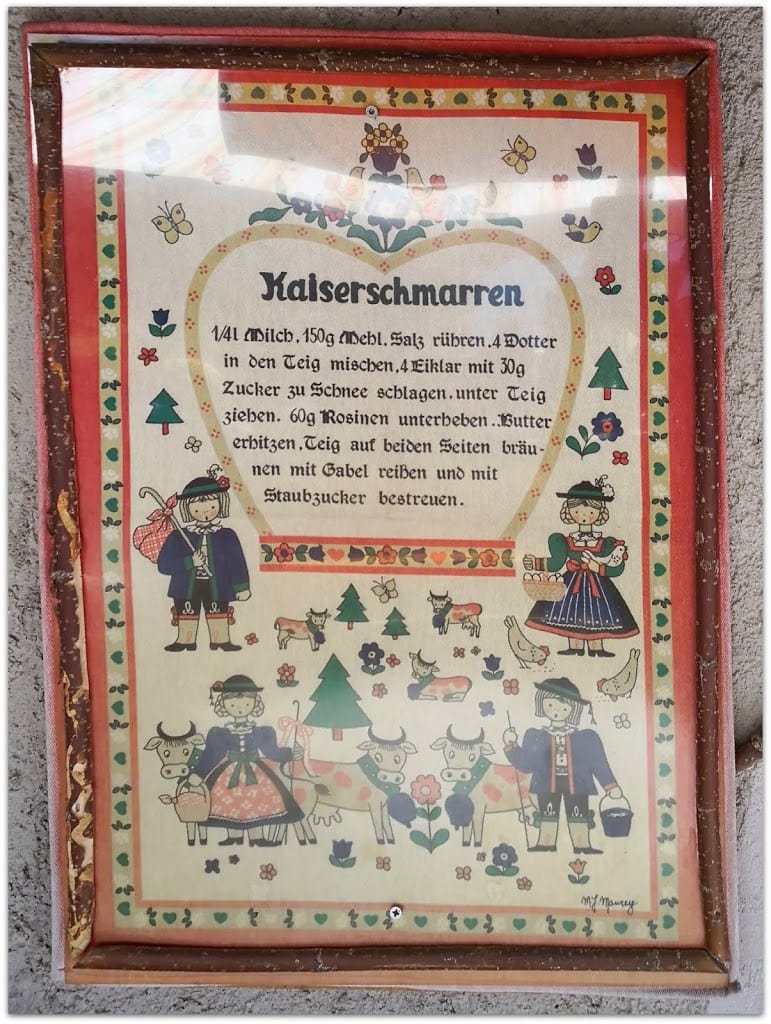 Kaiserschmarren
1/4l Milch, 150g Mehl, Salz rühren, 4 Dotter
in den Teig mischen, 4 Eiklar mit 30g
Zucker zu Schnee schlagen, unter Teig
ziehen. 60g Rosinen unterheben. Butter
erhitzen, Teig auf beiden Seiten bräu-
nen mit Gabel reißen und mit
Staubzucker bestreuen.
MJ Maurey